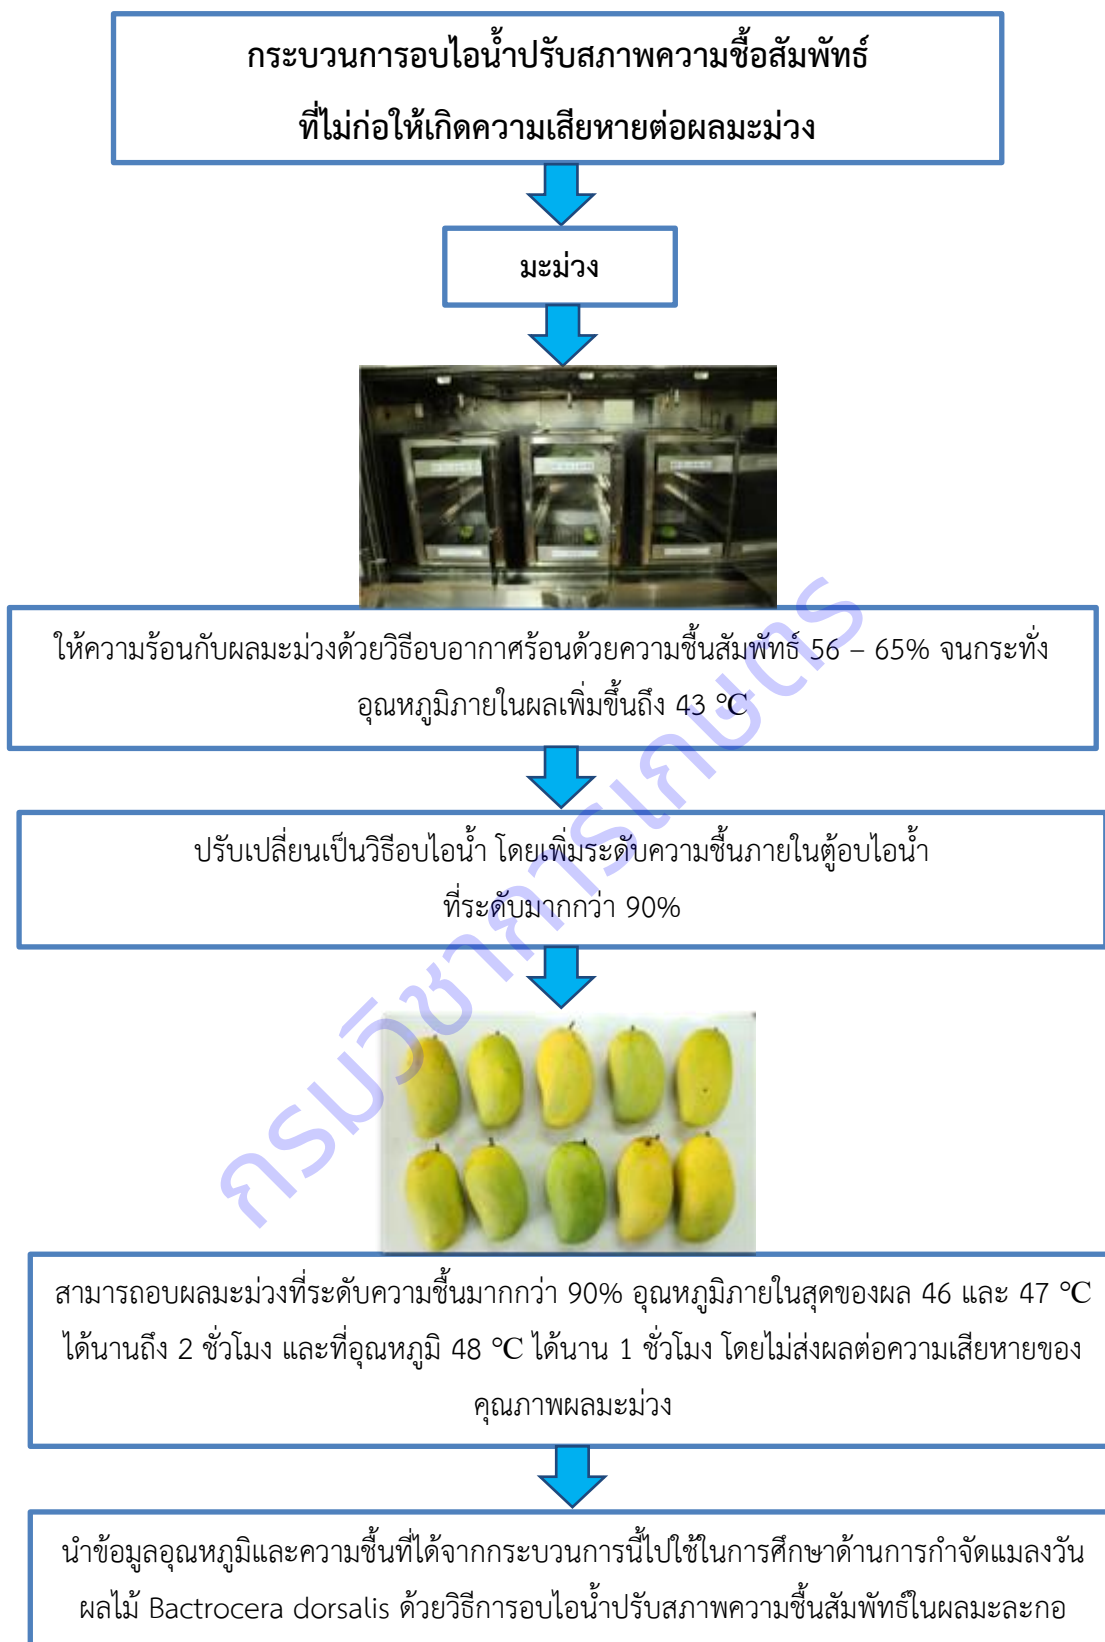 กระบวนการอบไอน้ำปรับสภาพความชื้อสัมพัทธ์
ที่ไม่ก่อให้เกิดความเสียหายต่อผลมะม่วง
มะม่วง
ให้ความร้อนกับผลมะม่วงด้วยวิธีอบอากาศร้อนด้วยความชื้นสัมพัทธ์ 56 – 65% จนกระทั่ง
อุณหภูมิภายในผลเพิ่มขึ้นถึง 43 °C
ปรับเปลี่ยนเป็นวิธีอบไอน้ำ โดยเพิ่มระดับความชื้นภายในตู้อบไอน้ำ
ที่ระดับมากกว่า 90%
สามารถอบผลมะม่วงที่ระดับความชื้นมากกว่า 90% อุณหภูมิภายในสุดของผล 46 และ 47 °C
ได้นานถึง 2 ชั่วโมง และที่อุณหภูมิ 48 °C ได้นาน 1 ชั่วโมง โดยไม่ส่งผลต่อความเสียหายของ
คุณภาพผลมะม่วง
นำข้อมูลอุณหภูมิและความชื้นที่ได้จากกระบวนการนี้ไปใช้ในการศึกษาด้านการกำจัดแมลงวัน
ผลไม้ Bactrocera dorsalis ด้วยวิธีการอบไอน้ำปรับสภาพความชื้นสัมพัทธ์ในผลมะละกอ
กรมวิชาการเกษตร